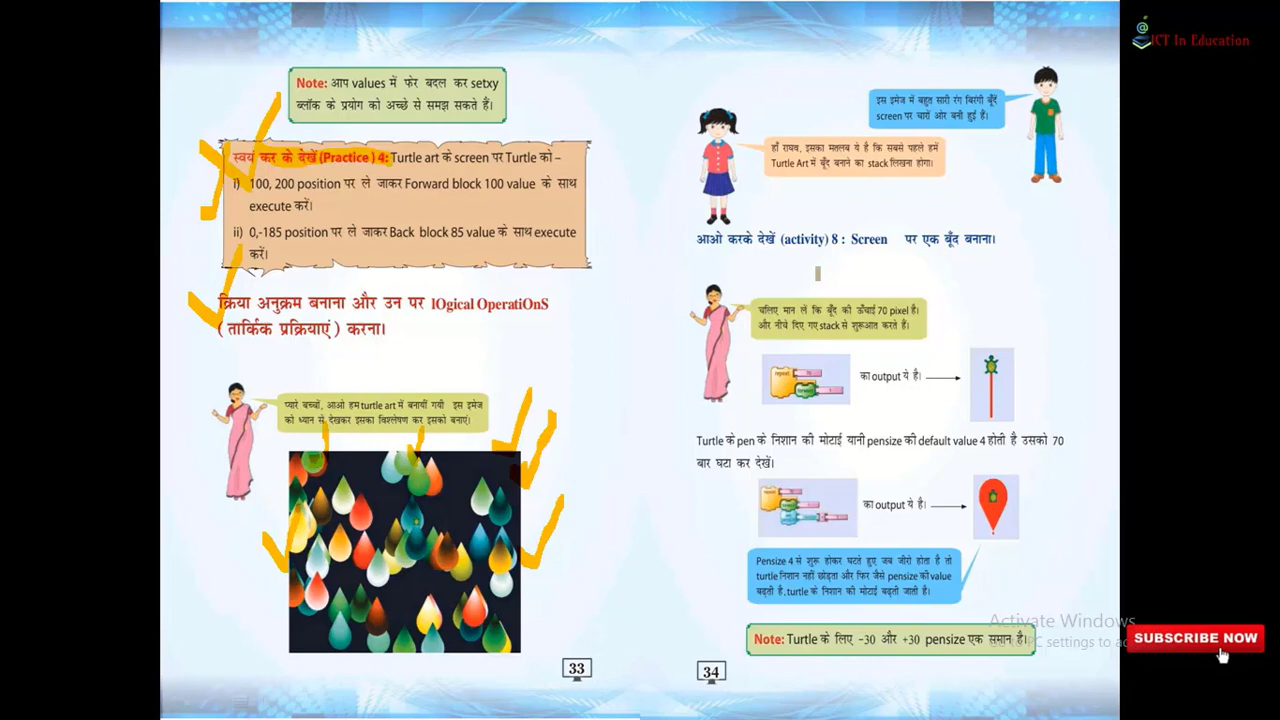 Note: आप values में फेर बदल कर setxy
ब्लॉक के प्रयोग को अच्छे से समझ सकते हैं।
स्वयं कर के देखें (Practice ) 4: Turtle art के screen पर Turtle को –
i) 100, 200 position पर ले जाकर Forward block 100 value के साथ
execute करें।
ii) 0,-185 position पर ले जाकर Back block 85 value के साथ execute
करें।
क्रिया अनुक्रम बनाना और उन पर lOgical OperatiOnS
( तार्किक प्रक्रियाएं ) करना।
प्यारे बच्चों, आओ हम turtle art में बनायीं गयी इस इमेज
को ध्यान से देखकर इसका विश्लेषण कर इसको बनाएं।
33
इस इमेज में बहुत सारी रंग बिरंगी बूँदें
screen पर चारों ओर बनी हुई हैं।
हाँ राघव, इसका मतलब ये है कि सबसे पहले हमें
Turtle Art में बूँद बनाने का stack लिखना होगा।
आओ करके देखें (activity) 8 : Screen पर एक बूँद बनाना।
चलिए मान लें कि बूँद की ऊँचाई 70 pixel है।
और नीचे दिए गए stack से शुरूआत करते हैं।
repeat
forward
का output ये है।
Turtle के pen के निशान की मोटाई यानी pensize की default value 4 होती है उसको 70
बार घटा कर देखें।
का output ये है।
Pensize 4 से शुरू होकर घटते हुए जब जीरो होता है तो
turtle निशान नहीं छोड़ता और फिर जैसे pensize की value
बढ़ती है, turtle के निशान की मोटाई बढ़ती जाती है।
Note: Turtle के लिए -30 और +30 pensize एक समान है।
34
ICT In Education
Activate Windows
PC settings to
SUBSCRIBE NOW